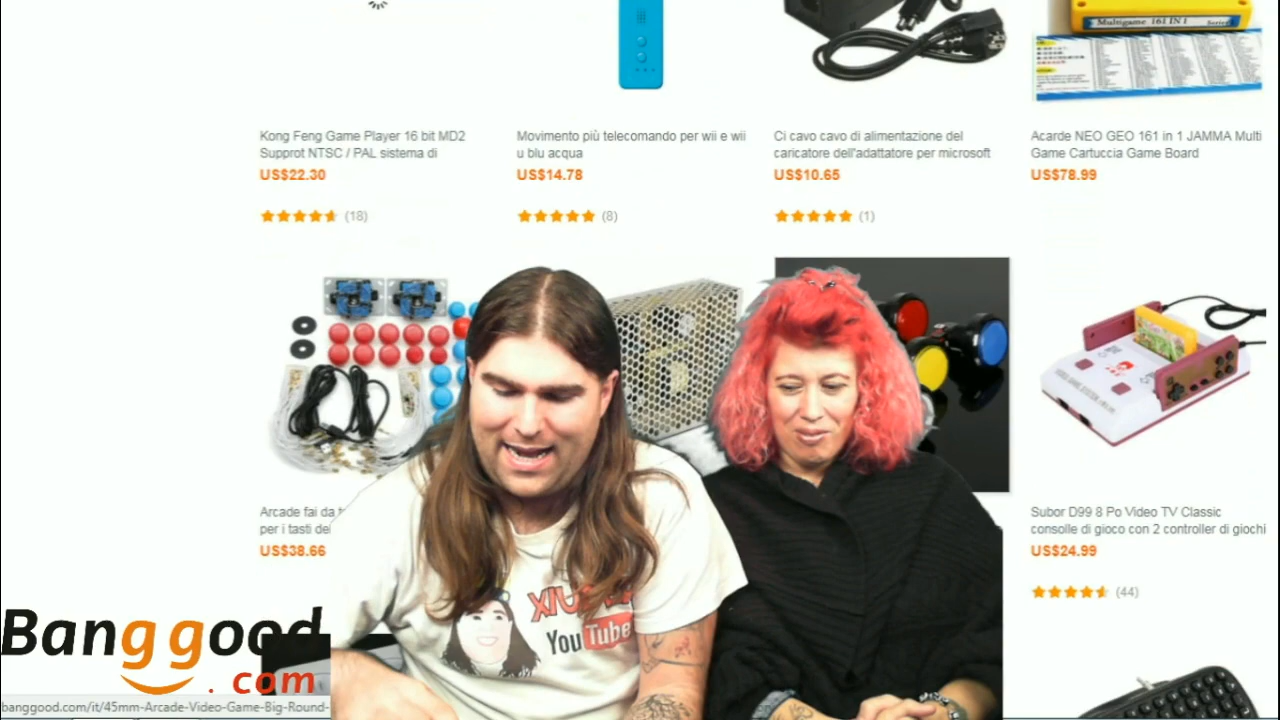 Multigame 161 IN 1 Series
Kong Feng Game Player 16 bit MD2
Supprot NTSC / PAL sistema di
US$22.30
(18)
Movimento più telecomando per wii e wii
u blu acqua
US$14.78
(8)
Ci cavo cavo di alimentazione del
caricatore dell'adattatore per microsoft
US$10.65
(1)
Acarde NEO GEO 161 in 1 JAMMA Multi
Game Cartuccia Game Board
US$78.99
Arcade fai da t
per i tasti del
US$38.66
Subor D99 8 Po Video TV Classic
consolle di gioco con 2 controller di giochi
US$24.99
(44)
You Tube
Banggood
.com
banggood.com/it/45mm-Arcade-Video-Game-Big-Round-